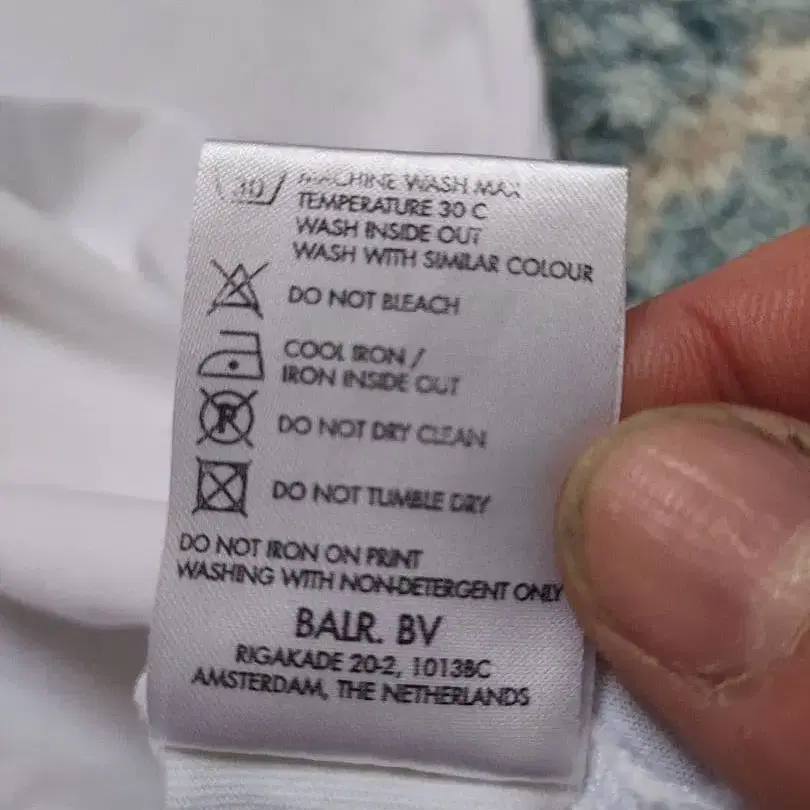 30
MACHINE WASH MAX
TEMPERATURE 30 C
WASH INSIDE OUT
WASH WITH SIMILAR COLOUR
DO NOT BLEACH
COOL IRON /
IRON INSIDE OUT
R
DO NOT DRY CLEAN
DO NOT TUMBLE DRY
DO NOT IRON ON PRINT
WASHING WITH NON-DETERGENT ONLY
BALR. BV
RIGAKADE 20-2, 1013BC
AMSTERDAM, THE NETHERLANDS